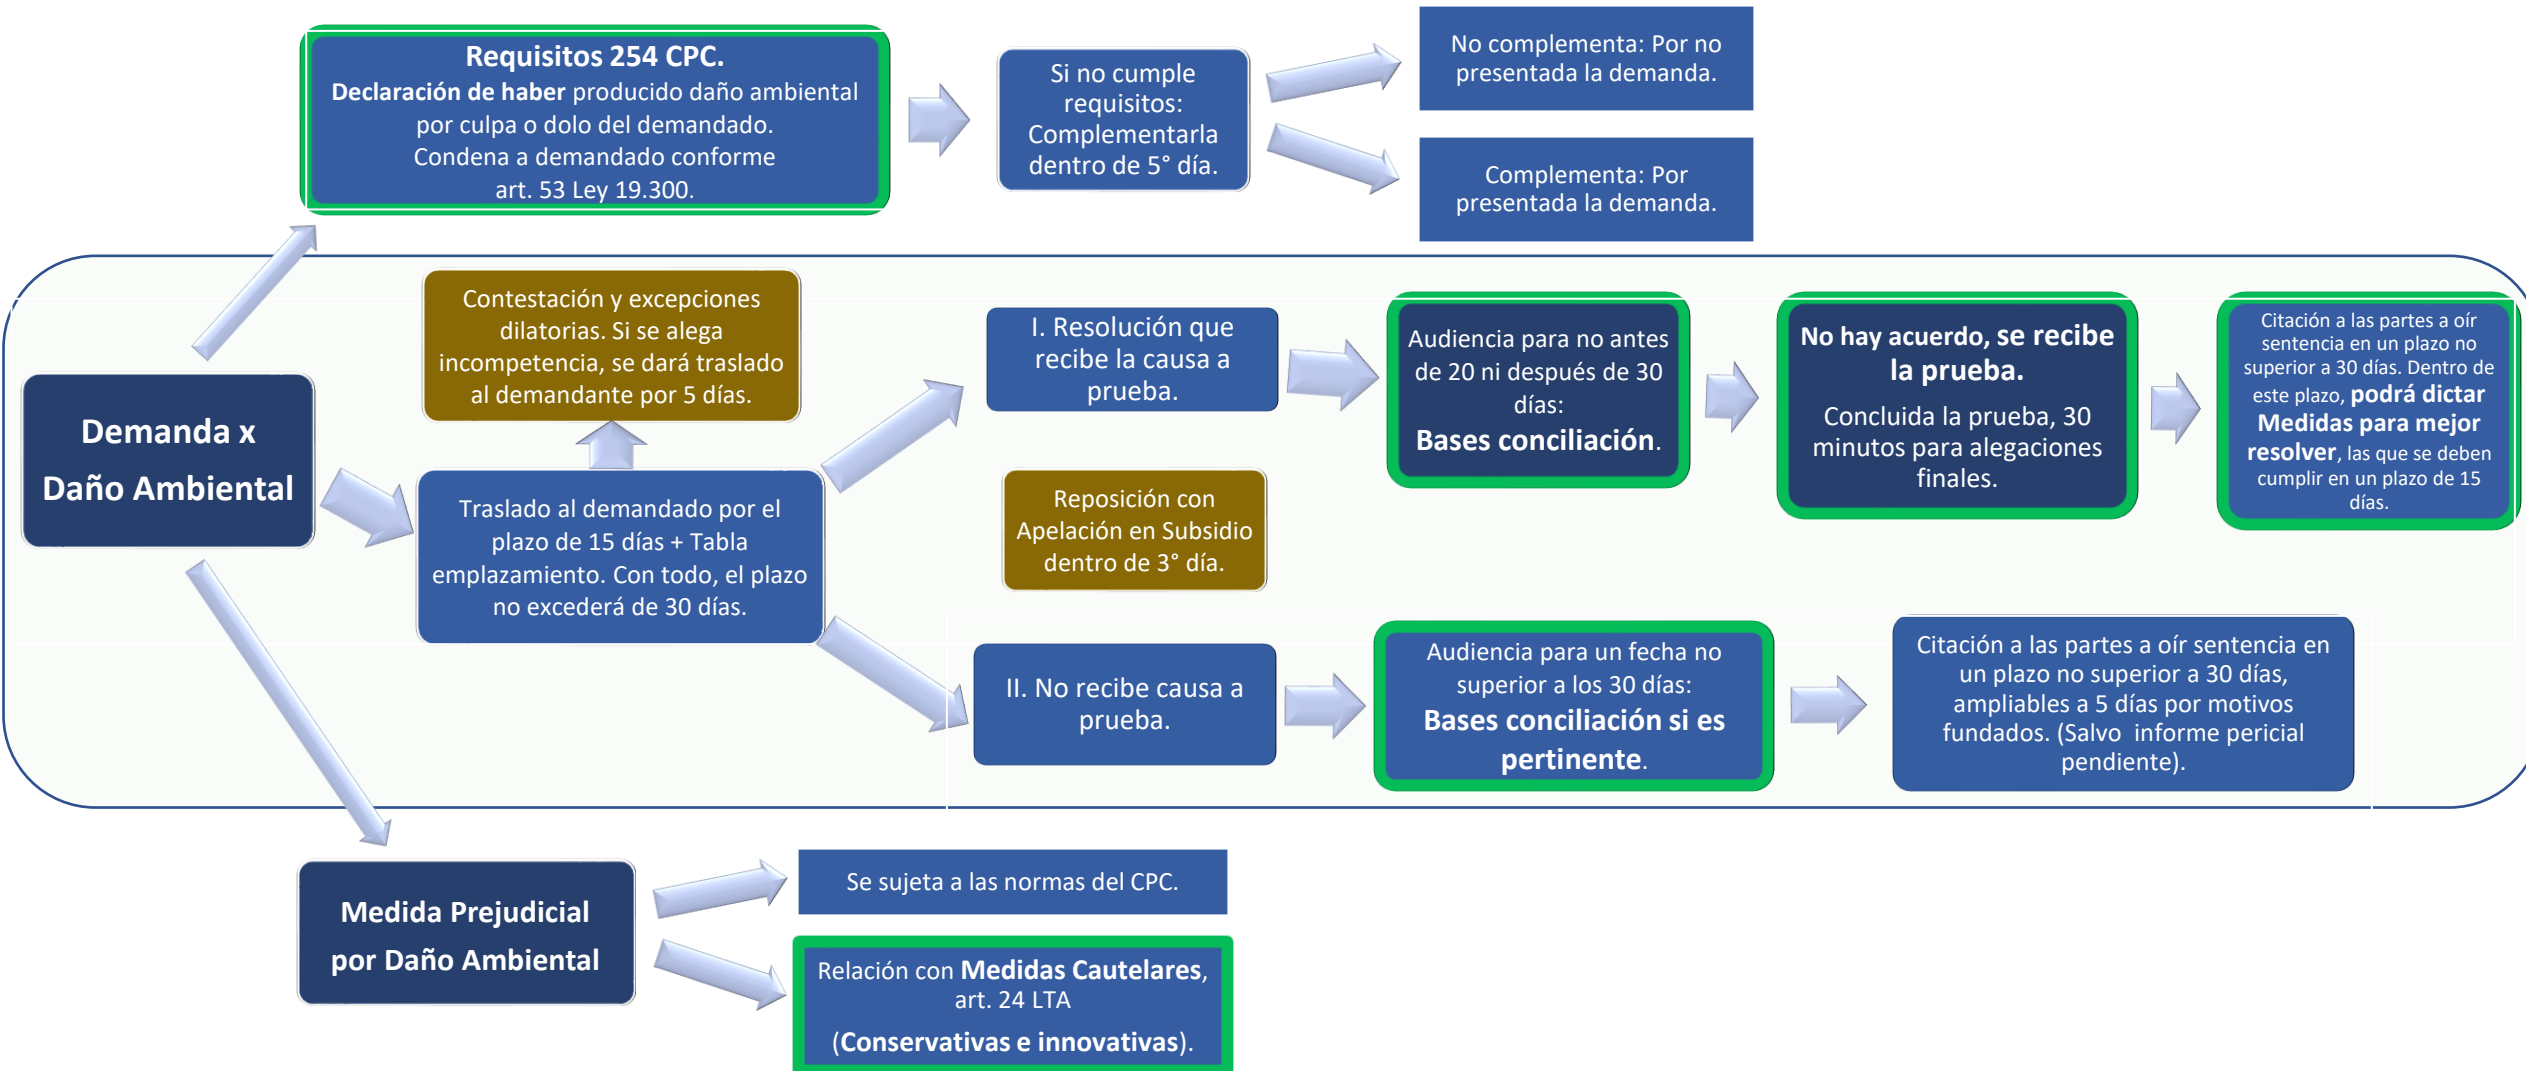 Requisitos 254 CPC.
Declaración de haber producido daño ambiental
por culpa o dolo del demandado.
Condena a demandado conforme
art. 53 Ley 19.300.
Si no cumple
requisitos:
Complementarla
dentro de 5° día.
No complementa: Por no
presentada la demanda.
Complementa: Por
presentada la demanda.
Demanda x
Daño Ambiental
Contestación y excepciones
dilatorias. Si se alega
incompetencia, se dará traslado
al demandante por 5 días.
Traslado al demandado por el
plazo de 15 días + Tabla
emplazamiento. Con todo, el plazo
no excederá de 30 días.
I. Resolución que
recibe la causa a
prueba.
Audiencia para no antes
de 20 ni después de 30
días:
Bases conciliación.
No hay acuerdo, se recibe
la prueba.
Concluida la prueba, 30
minutos para alegaciones
finales.
Citación a las partes a oír
sentencia en un plazo no
superior a 30 días. Dentro de
este plazo, podrá dictar
Medidas para mejor
resolver, las que se deben
cumplir en un plazo de 15
días.
Reposición con
Apelación en Subsidio
dentro de 3° día.
II. No recibe causa a
prueba.
Audiencia para un fecha no
superior a los 30 días:
Bases conciliación si es
pertinente.
Citación a las partes a oír sentencia en
un plazo no superior a 30 días,
ampliables a 5 días por motivos
fundados. (Salvo informe pericial
pendiente).
Medida Prejudicial
por Daño Ambiental
Se sujeta a las normas del CPC.
Relación con Medidas Cautelares,
art. 24 LTA
(Conservativas e innovativas).